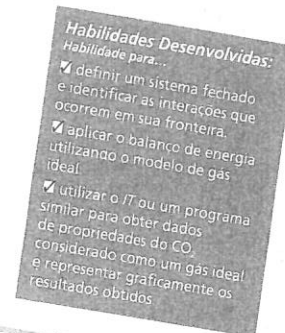 Habilidades Desenvolvidas:
Habilidade para...
☑ definir um sistema fechado
e identificar as interações que
ocorrem em sua fronteira.
☑ aplicar o balanço de energia
utilizando o modelo de gás
ideal.
☑ utilizar o IT ou um programa
similar para obter dados
de propriedades do CO₂
considerado como um gás ideal
e representar graficamente os
resultados obtidos